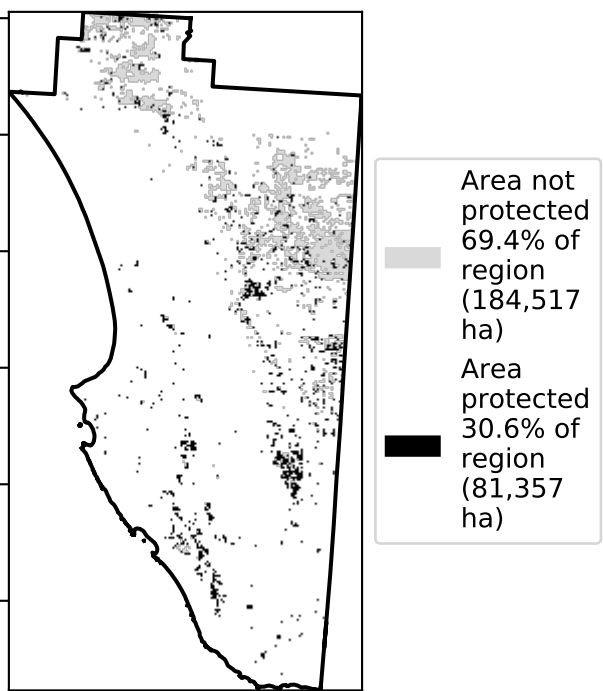 Area not
protected
69.4% of
region
(184,517
ha)
Area
protected
30.6% of
region
(81,357
ha)